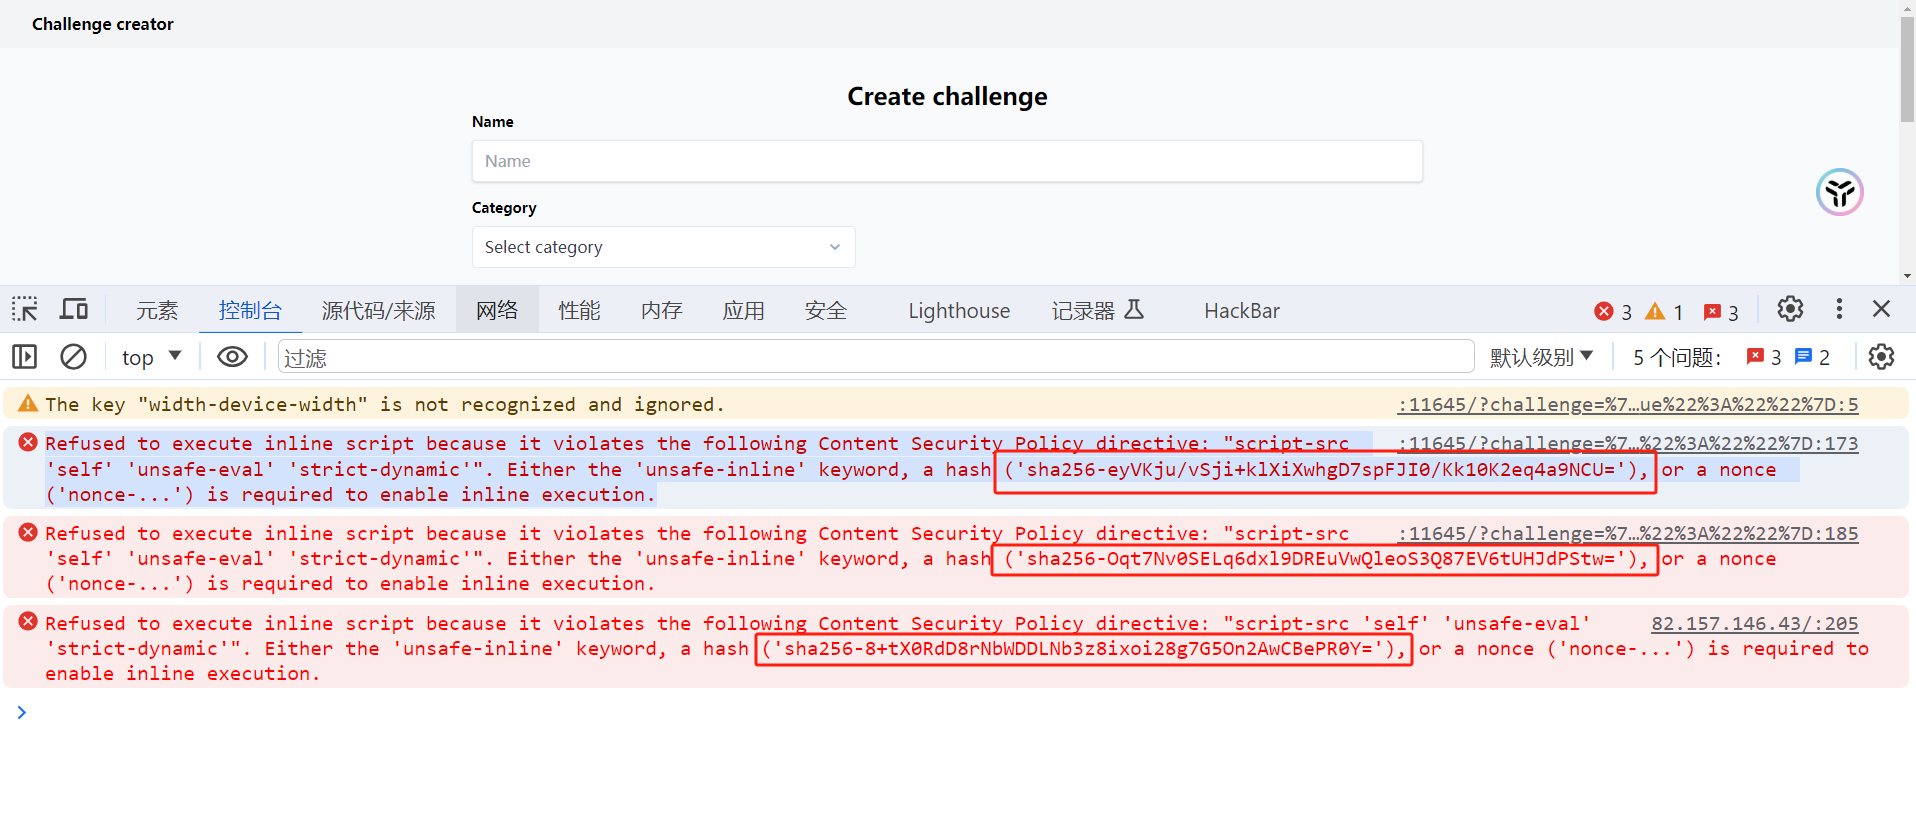 Challenge creator
Create challenge
Name
Name
Category
Select category
元素 控制台 源代码/来源 网络 性能 内存 应用 安全 Lighthouse 记录器 HackBar 3 1 3
top 过滤 默认级别 5 个问题: 3 2
The key "width-device-width" is not recognized and ignored. :11645/?challenge=%7…ue%22%3A%22%22%7D:5
Refused to execute inline script because it violates the following Content Security Policy directive: "script-src :11645/?challenge=%7…%22%3A%22%22%7D:173
'self' 'unsafe-eval' 'strict-dynamic'". Either the 'unsafe-inline' keyword, a hash ('sha256-eyVKju/vSji+klXiXwhgD7spFJI0/Kk10K2eq4a9NCU='), or a nonce
('nonce-...') is required to enable inline execution.
Refused to execute inline script because it violates the following Content Security Policy directive: "script-src :11645/?challenge=%7…%22%3A%22%22%7D:185
'self' 'unsafe-eval' 'strict-dynamic'". Either the 'unsafe-inline' keyword, a hash ('sha256-Oqt7Nv0SELq6dxl9DREuVwQleoS3Q87EV6tUHJdPStw='), or a nonce
('nonce-...') is required to enable inline execution.
Refused to execute inline script because it violates the following Content Security Policy directive: "script-src 'self' 'unsafe-eval' 82.157.146.43/:205
'strict-dynamic'". Either the 'unsafe-inline' keyword, a hash ('sha256-8+tX0RdD8rNbWDDLNb3z8ixoi28g7G5On2AwCBePR0Y='), or a nonce ('nonce-...') is required to
enable inline execution.